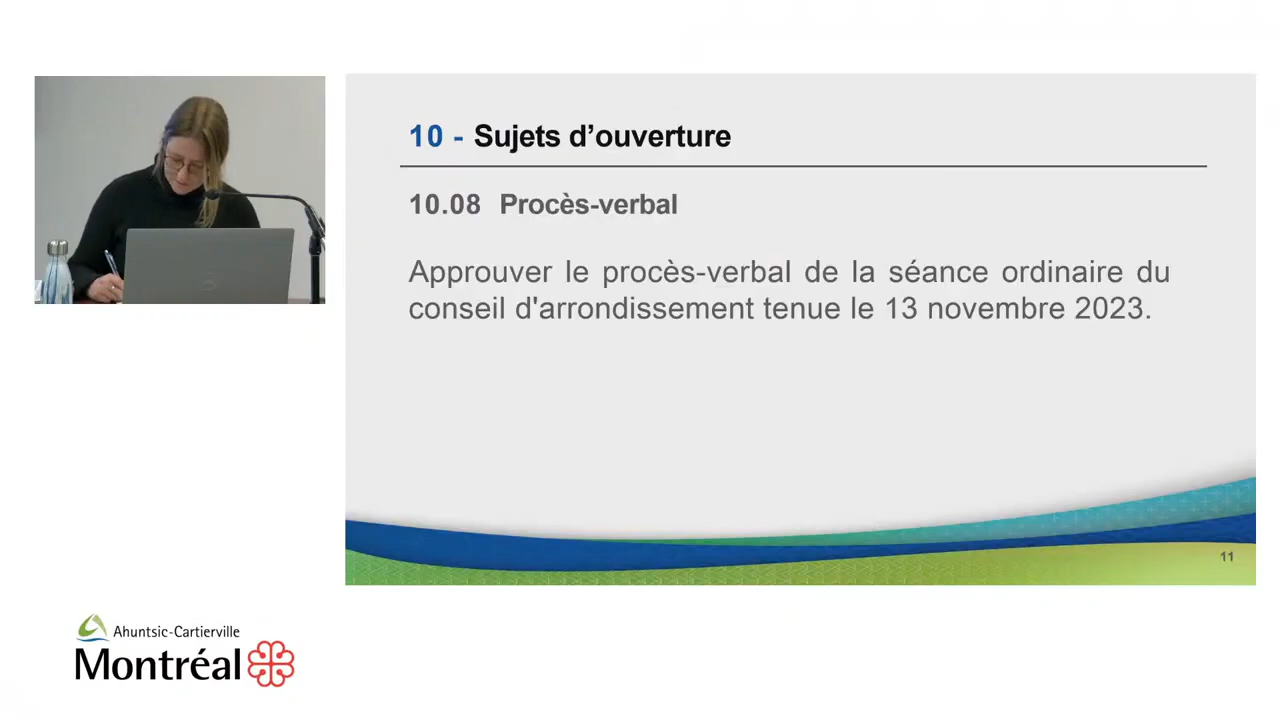 10 - Sujets d’ouverture
10.08 Procès-verbal
Approuver le procès-verbal de la séance ordinaire du
conseil d'arrondissement tenue le 13 novembre 2023.
11
Ahuntsic-Cartierville
Montréal